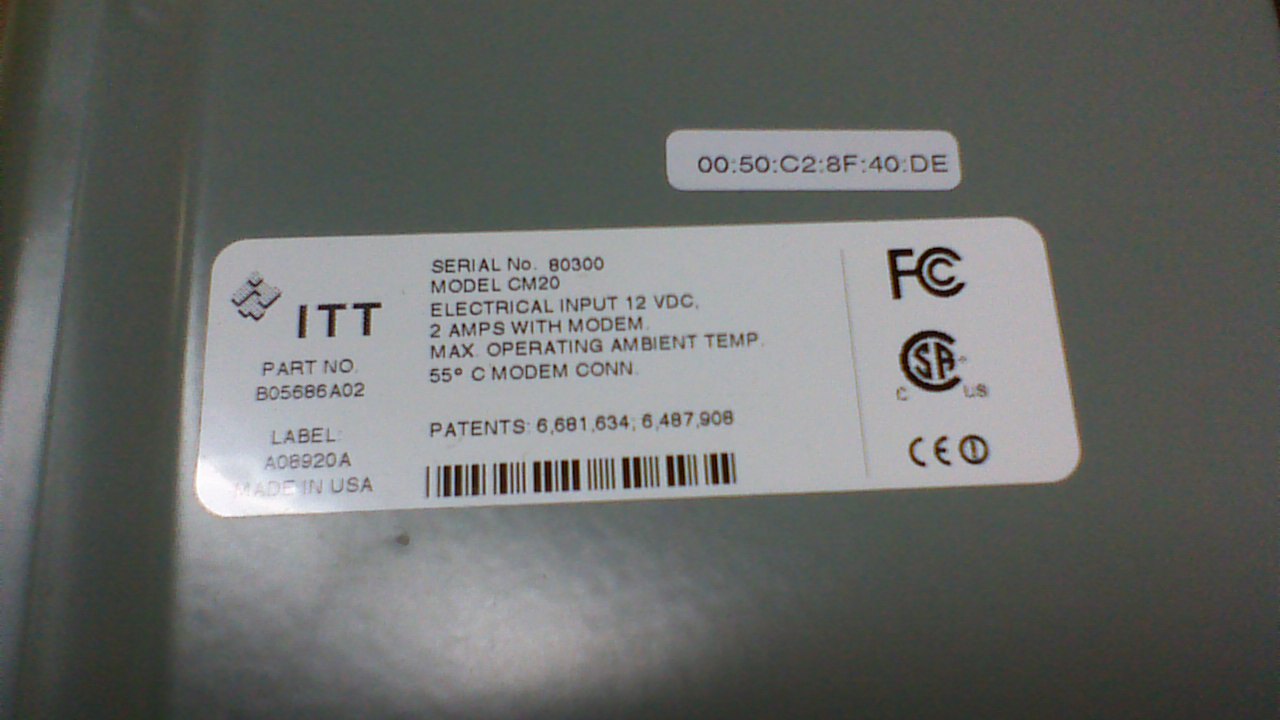 00:50:C2:8F:40:DE
ITT
PART NO.
B05686A02
LABEL:
A08920A
MADE IN USA
SERIAL No. 80300
MODEL CM20
ELECTRICAL INPUT 12 VDC,
2 AMPS WITH MODEM.
MAX. OPERATING AMBIENT TEMP.
55° C MODEM CONN.
PATENTS: 6,681,634; 6,487,908
FC
CSA
C US
CE